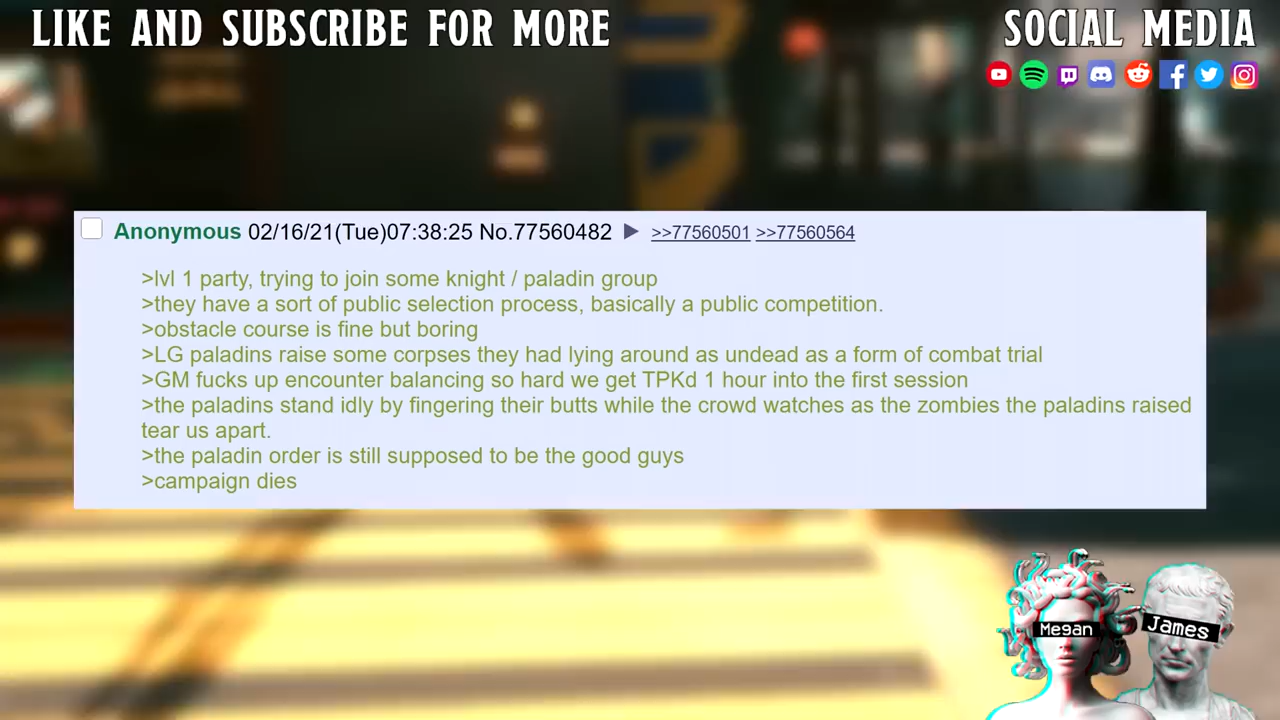 LIKE AND SUBSCRIBE FOR MORE
SOCIAL MEDIA
Anonymous 02/16/21(Tue)07:38:25 No.77560482 ▶ >>77560501 >>77560564
>lvl 1 party, trying to join some knight / paladin group
>they have a sort of public selection process, basically a public competition.
>obstacle course is fine but boring
>LG paladins raise some corpses they had lying around as undead as a form of combat trial
>GM fucks up encounter balancing so hard we get TPKd 1 hour into the first session
>the paladins stand idly by fingering their butts while the crowd watches as the zombies the paladins raised
tear us apart.
>the paladin order is still supposed to be the good guys
>campaign dies
Megan
James